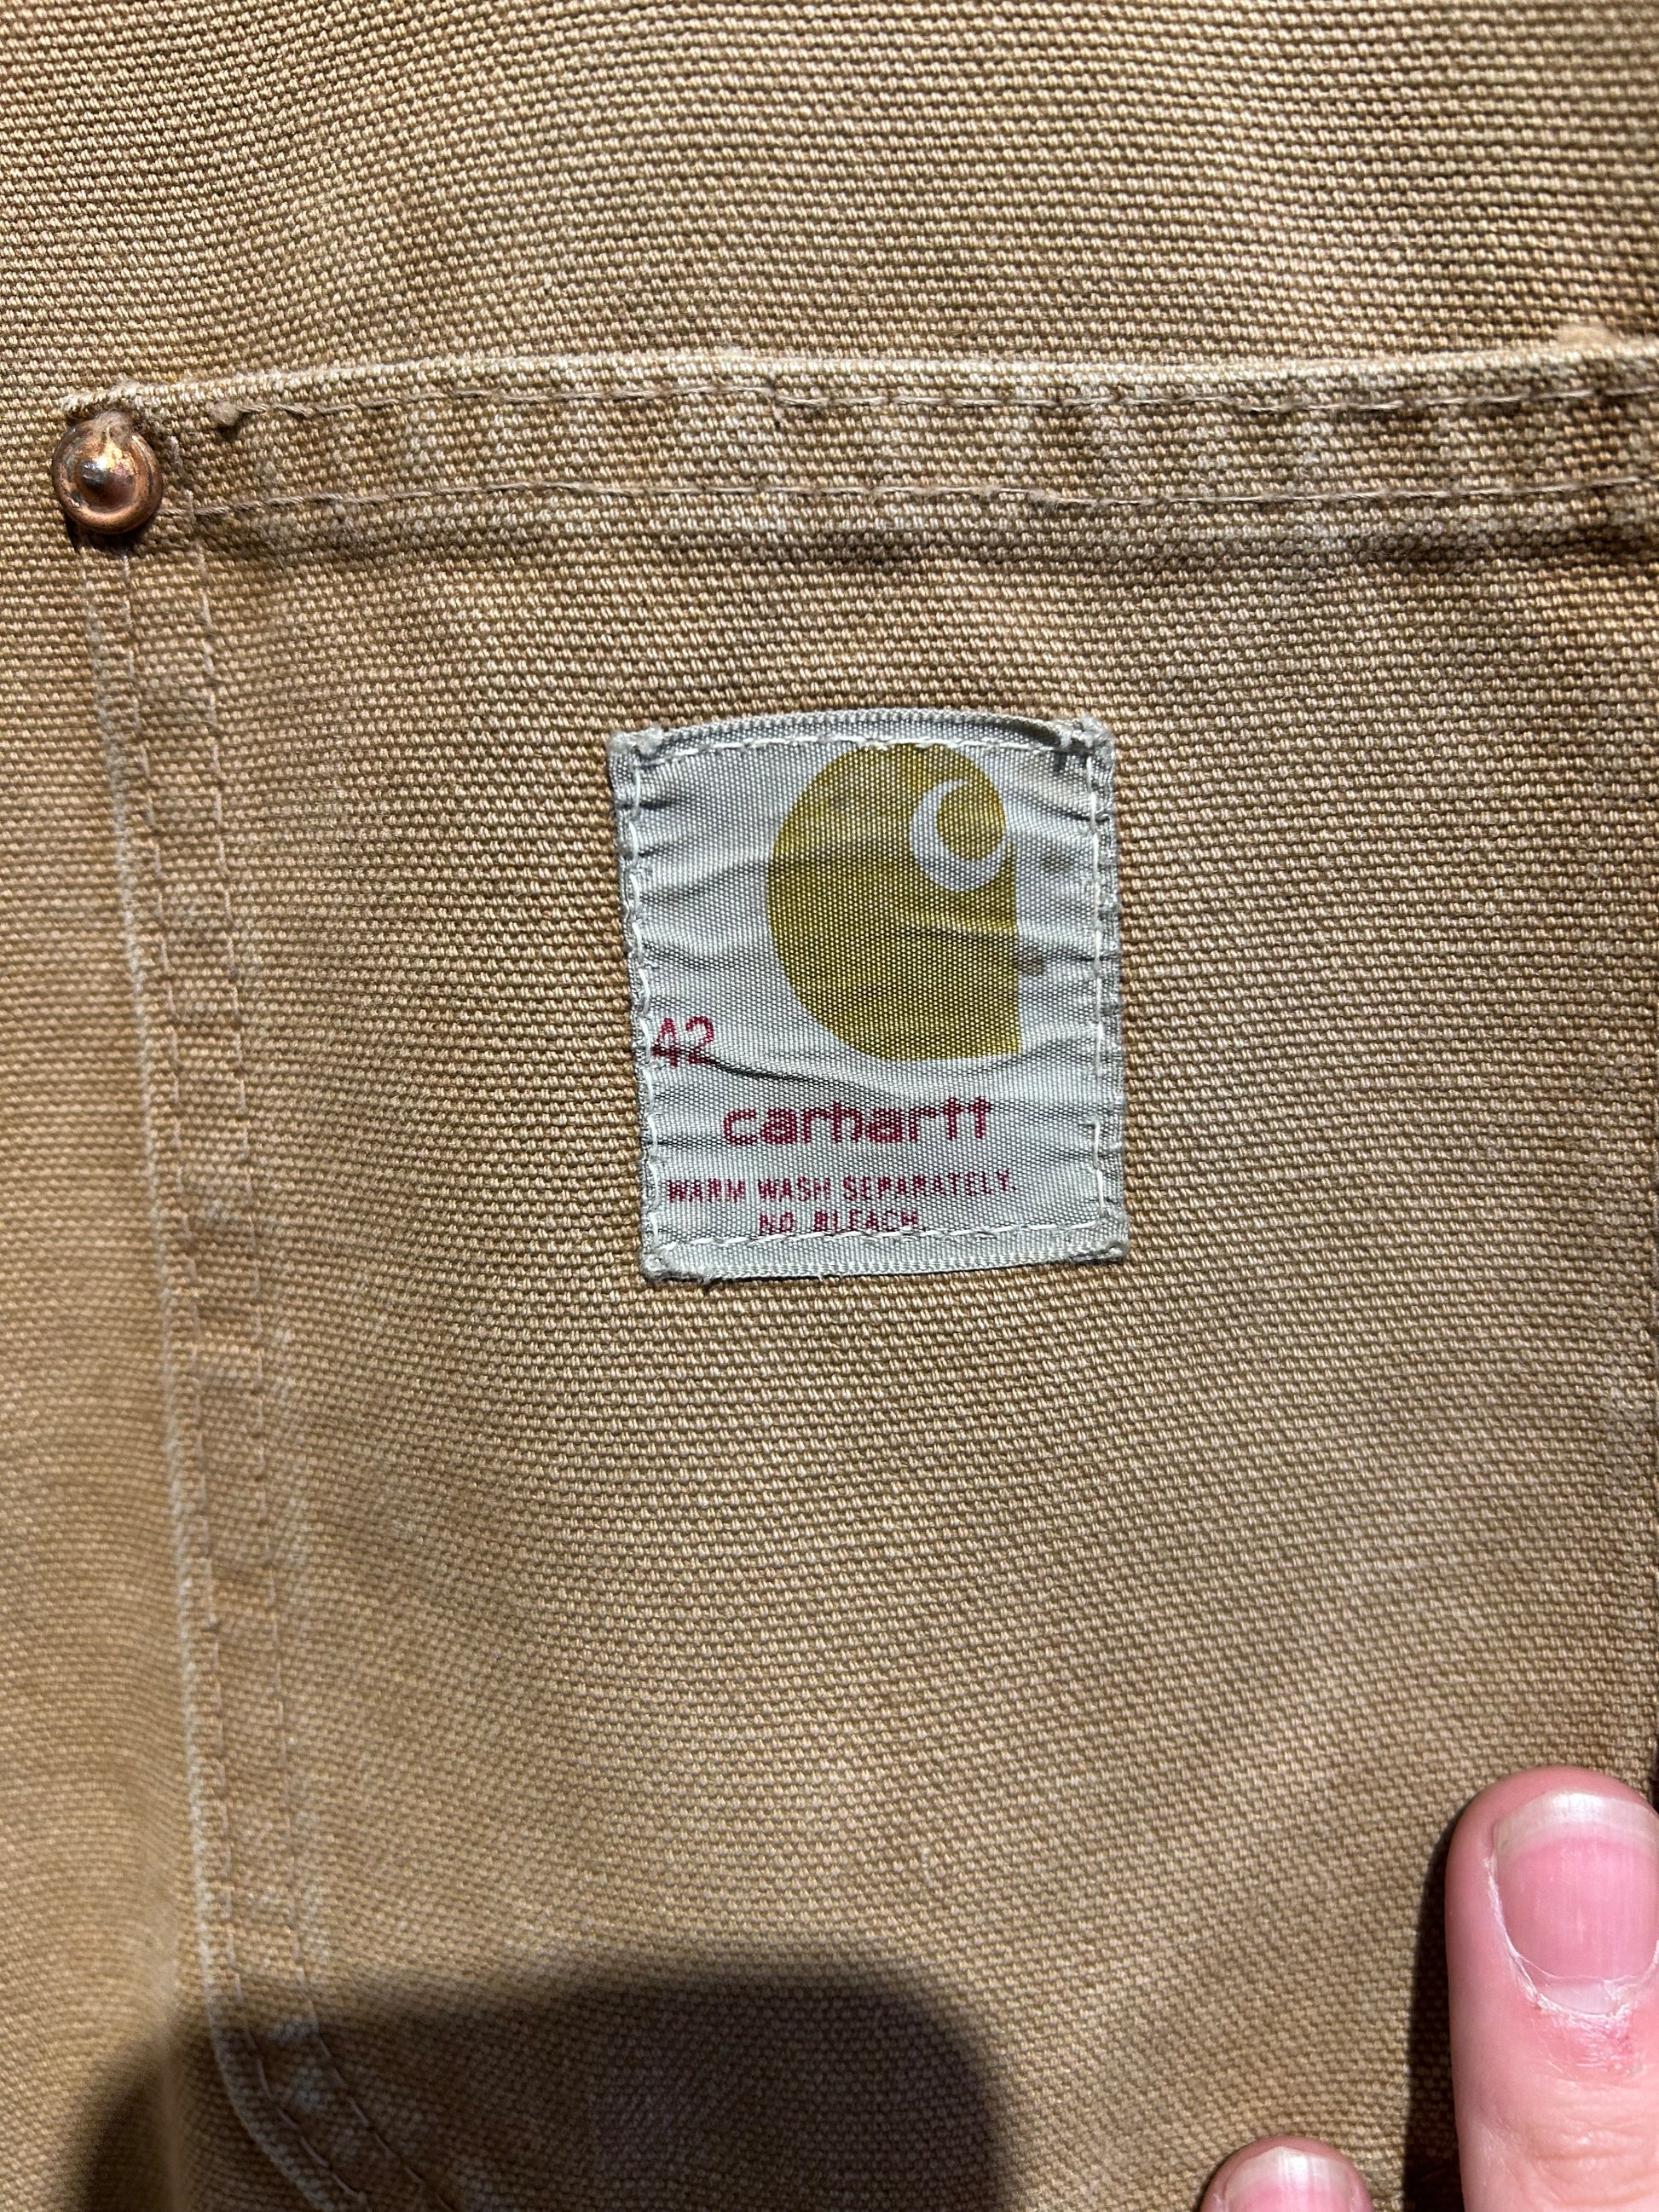 42
carhartt
WARM WASH SEPARATELY.
NO BLEACH.